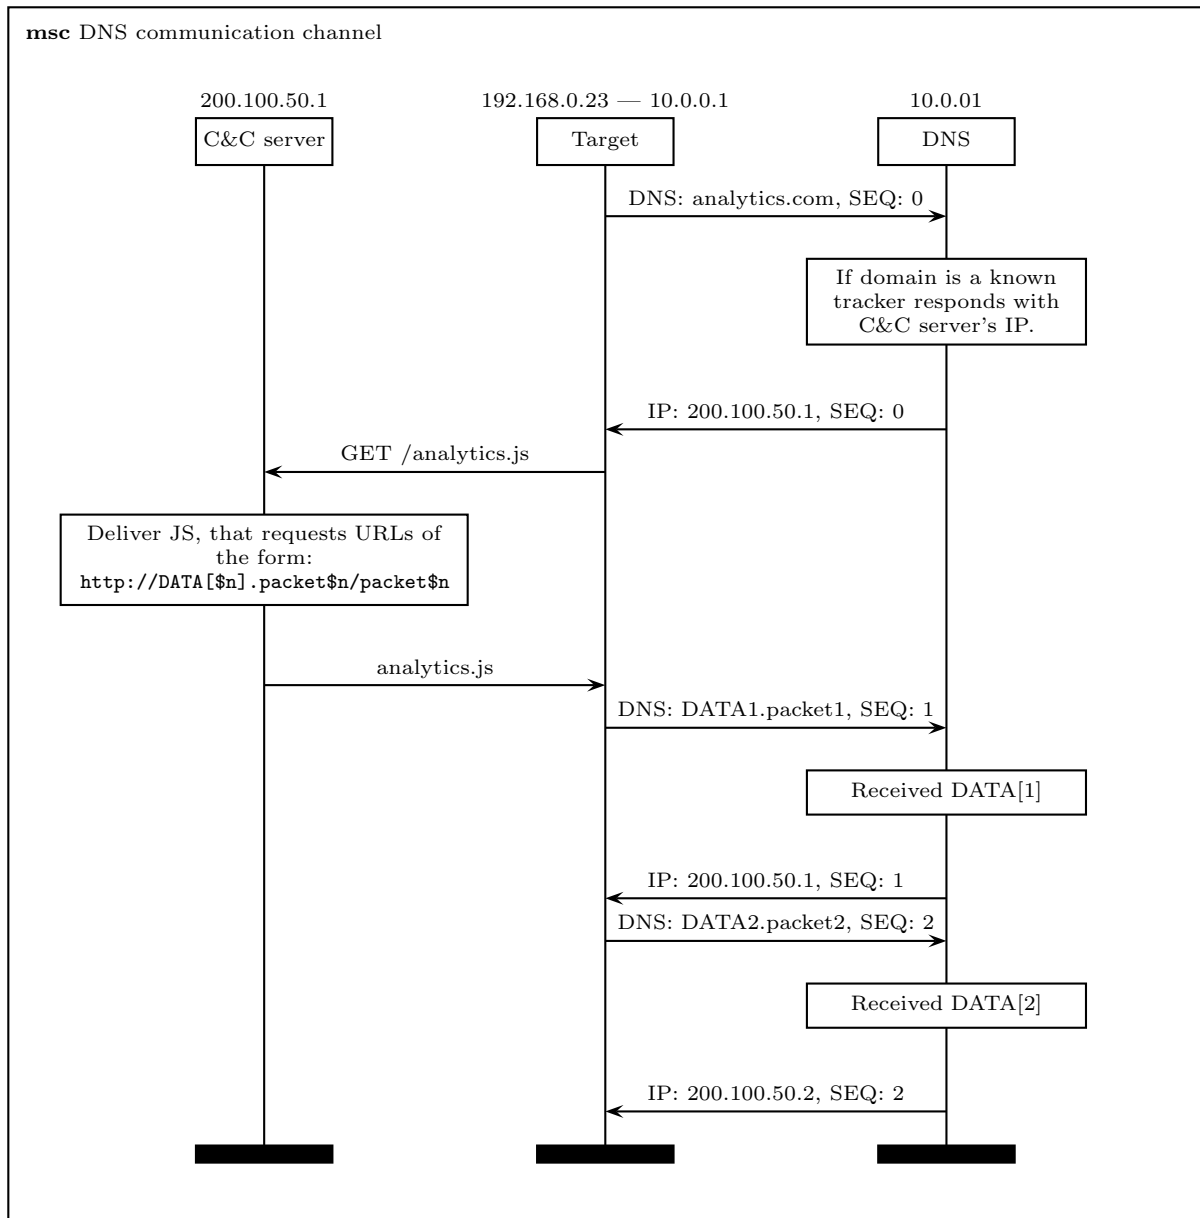 msc DNS communication channel
200.100.50.1
192.168.0.23 — 10.0.0.1
10.0.01
C&C server
Target
DNS
DNS: analytics.com, SEQ: 0
If domain is a known
tracker responds with
C&C server's IP.
IP: 200.100.50.1, SEQ: 0
GET /analytics.js
Deliver JS, that requests URLs of
the form:
http://DATA[$n].packet$n/packet$n
analytics.js
DNS: DATA1.packet1, SEQ: 1
Received DATA[1]
IP: 200.100.50.1, SEQ: 1
DNS: DATA2.packet2, SEQ: 2
Received DATA[2]
IP: 200.100.50.2, SEQ: 2